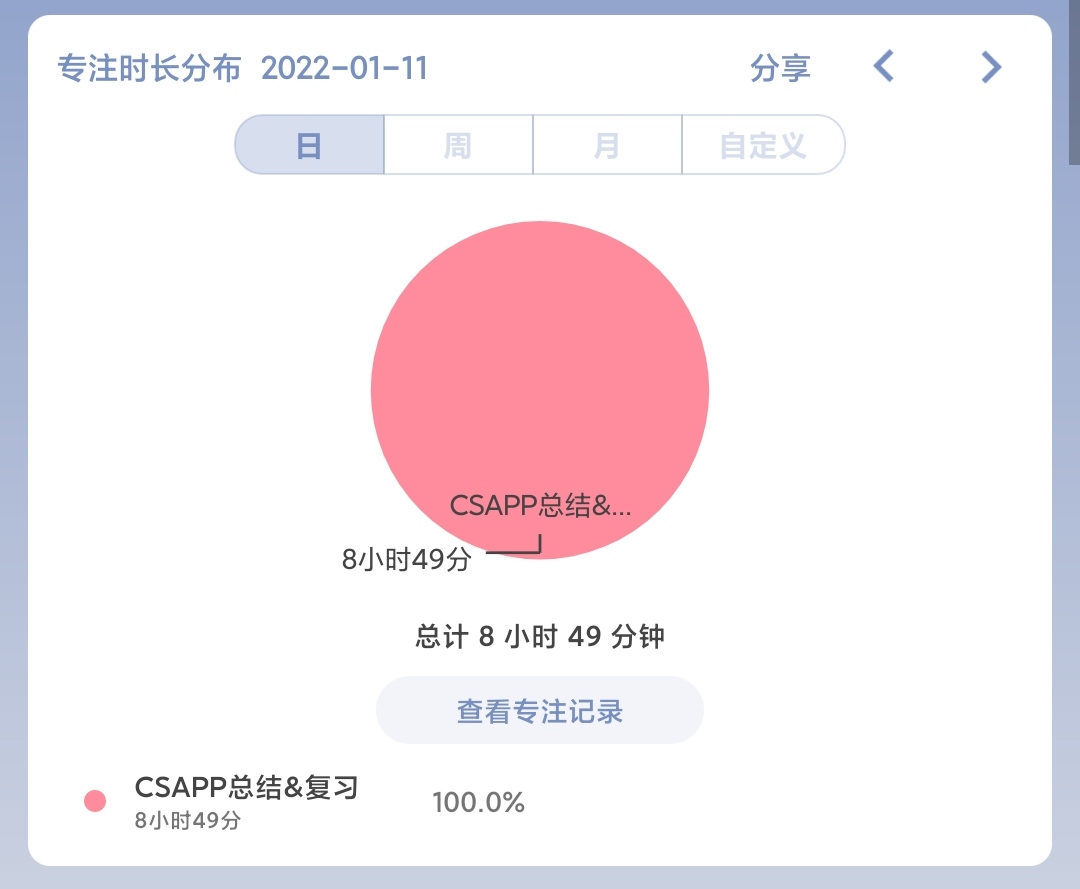 专注时长分布 2022-01-11 分享
日 周 月 自定义
CSAPP总结&...
8小时49分
总计 8 小时 49 分钟
查看专注记录
CSAPP总结&复习 100.0%
8小时49分